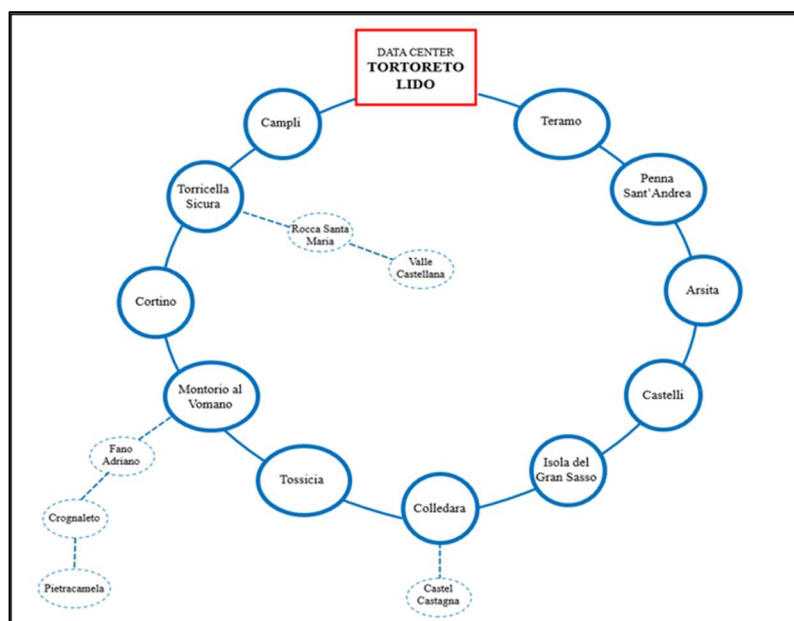 DATA CENTER
TORTORETO
LIDO
Campli
Teramo
Torricella
Sicura
Penna
Sant'Andrea
Rocca Santa
Maria
Valle
Castellana
Cortino
Arsita
Montorio al
Vomano
Castelli
Fano
Adriano
Tossicia
Isola del
Gran Sasso
Colledara
Crognaleto
Pietracamela
Castel
Castagna